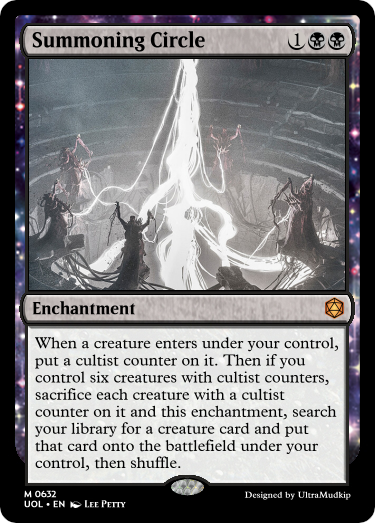 Summoning Circle 1
Enchantment
When a creature enters under your control,
put a cultist counter on it. Then if you
control six creatures with cultist counters,
sacrifice each creature with a cultist
counter on it and this enchantment, search
your library for a creature card and put
that card onto the battlefield under your
control, then shuffle.
M 0632
UOL • EN Lee Petty
Designed by UltraMudkip